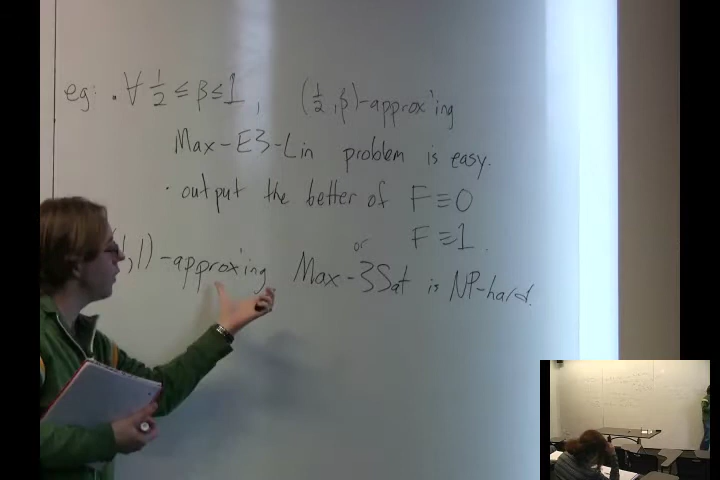 eg: · ∀ 1/2 ≤ β ≤ 1, (1/2, β)-approx'ing
Max-E3-Lin problem is easy.
· output the better of F≡0
or F≡1.
,1)-approx'ing Max-3Sat is NP-hard.